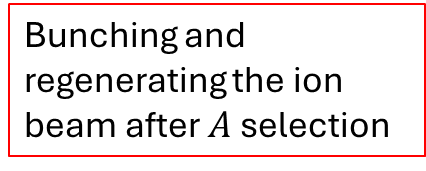 Bunching and
regenerating the ion
beam after A selection